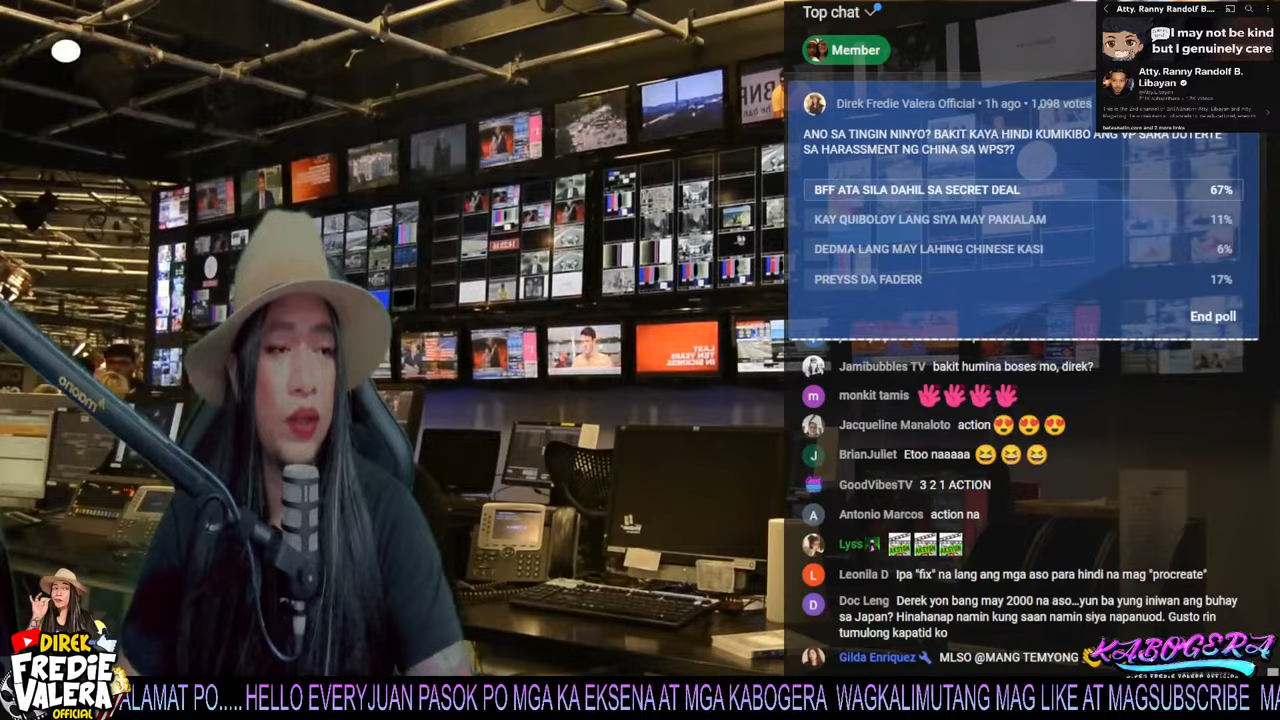 Top chat
Member
Direk Fredie Valera Official • 1h ago • 1,098 votes
ANO SA TINGIN NINYO? BAKIT KAYA HINDI KUMIKIBO ANG VP SARA DUTERTE
SA HARASSMENT NG CHINA SA WPS??
BFF ATA SILA DAHIL SA SECRET DEAL 67%
KAY QUIBOLOY LANG SIYA MAY PAKIALAM 11%
DEDMA LANG MAY LAHING CHINESE KASI 6%
PREYSS DA FADERR 17%
End poll
Atty. Ranny Randolf B....
I may not be kind
but I genuinely care
Atty. Ranny Randolf B.
Libayan
Jamibubbles TV bakit humina boses mo, direk?
monkit tamis
Jacqueline Manaloto action
BrianJuliet Etoo naaaaa
GoodVibesTV 3 2 1 ACTION
Antonio Marcos action na
Lyss
Leonila D Ipa "fix" na lang ang mga aso para hindi na mag "procreate"
Doc Leng Derek yon bang may 2000 na aso...yun ba yung iniwan ang buhay
sa Japan? Hinahanap namin kung saan namin siya napanuod. Gusto rin
tumulong kapatid ko
Gilda Enriquez MLSO @MANG TEMYONG
KABOGERA
LAST
TEN YEARS
IN SICKNESS
maono
DIREK
FREDIE
VALERA
OFFICIAL
ALAMAT PO.....HELLO EVERYJUAN PASOK PO MGA KA EKSENA AT MGA KABOGERA WAGKALIMUTANG MAG LIKE AT MAGSUBSCRIBE MA